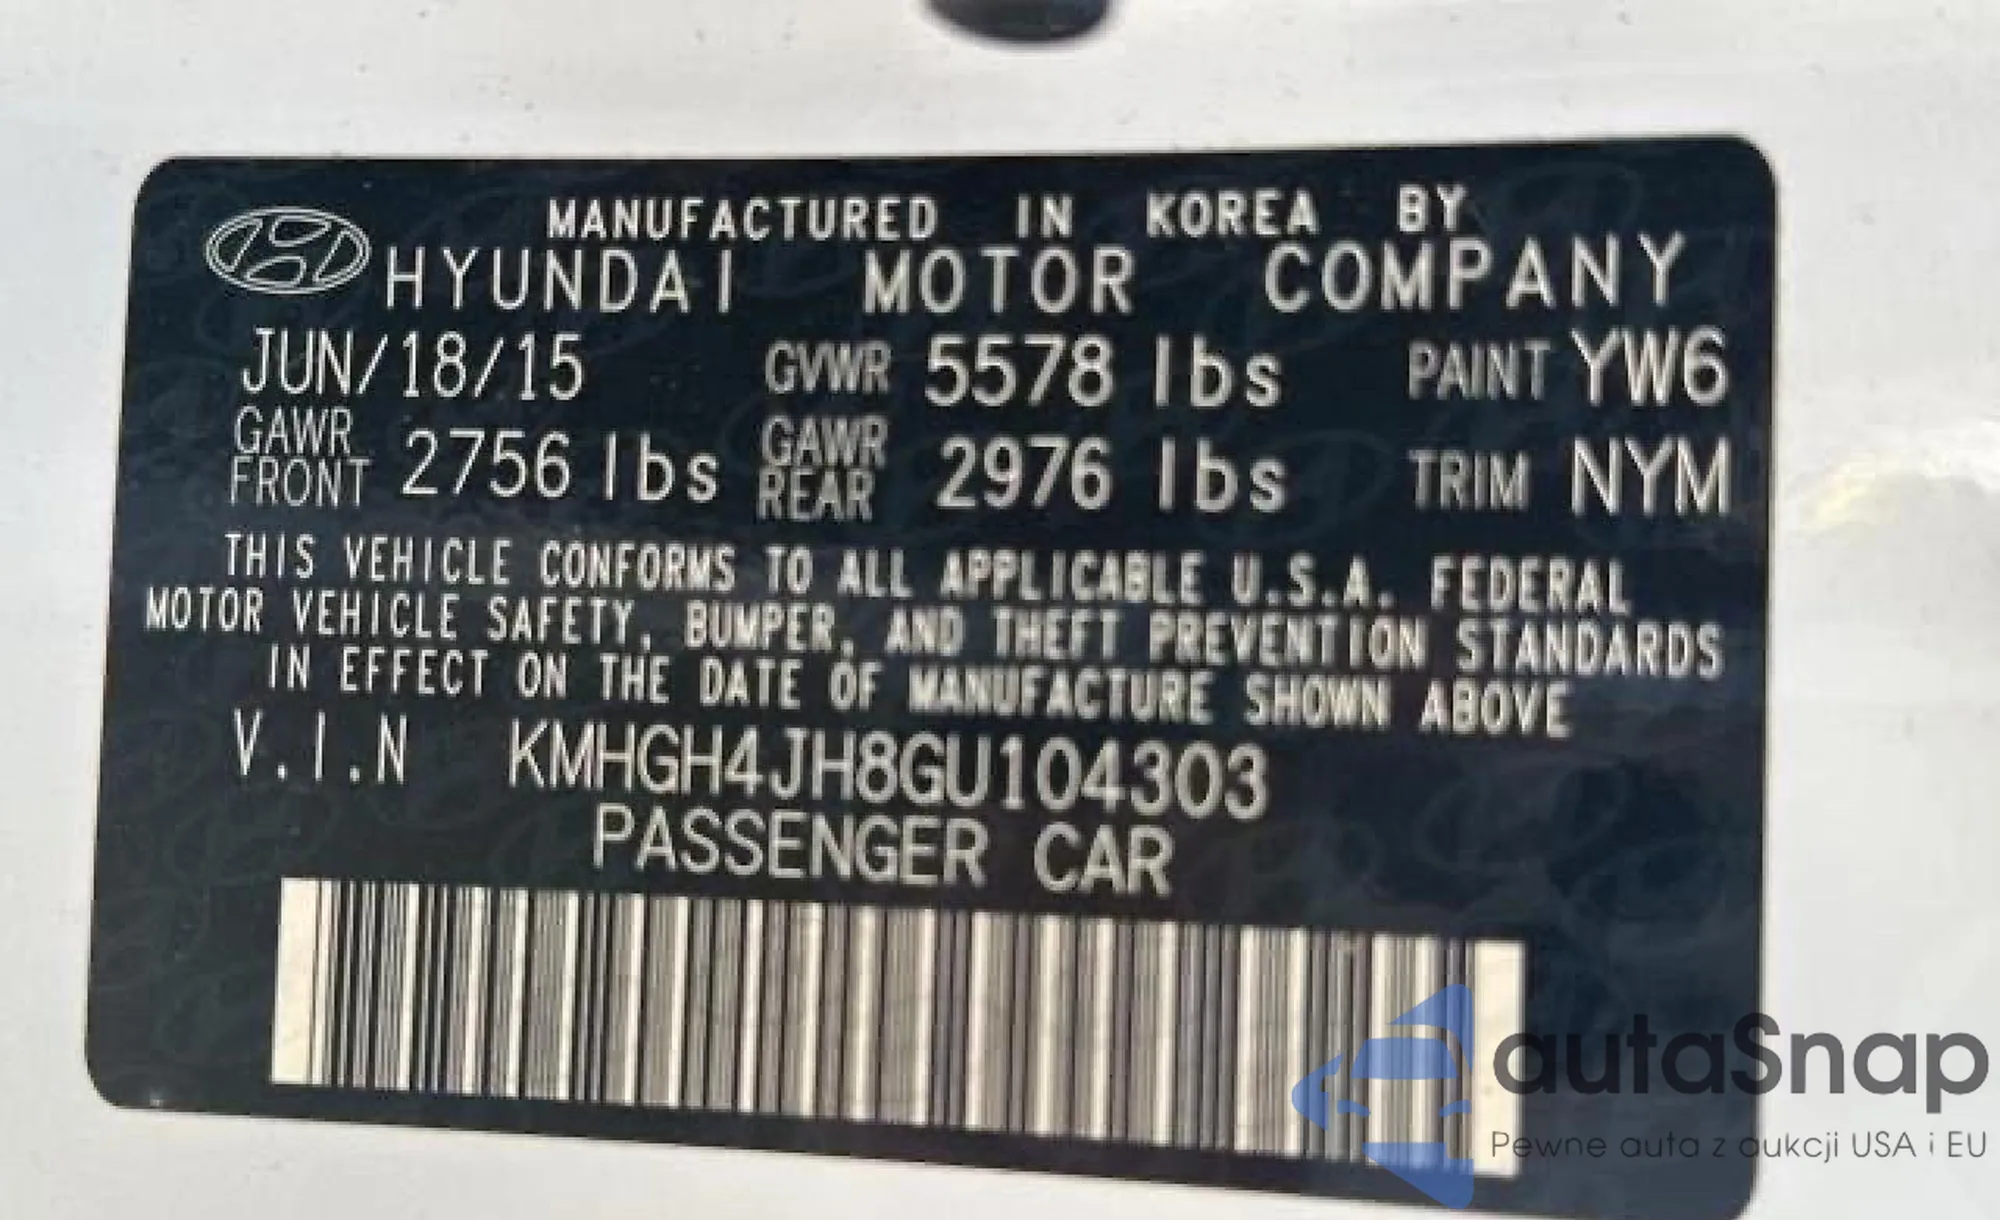 MANUFACTURED IN KOREA BY
HYUNDAI MOTOR COMPANY
JUN/18/15 GVWR 5578 lbs PAINT YW6
GAWR FRONT 2756 lbs GAWR REAR 2976 lbs TRIM NYM
THIS VEHICLE CONFORMS TO ALL APPLICABLE U.S.A. FEDERAL
MOTOR VEHICLE SAFETY, BUMPER, AND THEFT PREVENTION STANDARDS
IN EFFECT ON THE DATE OF MANUFACTURE SHOWN ABOVE
V.I.N KMHGH4JH8GU104303
PASSENGER CAR
autaSnap
Pewne auta z aukcji USA i EU